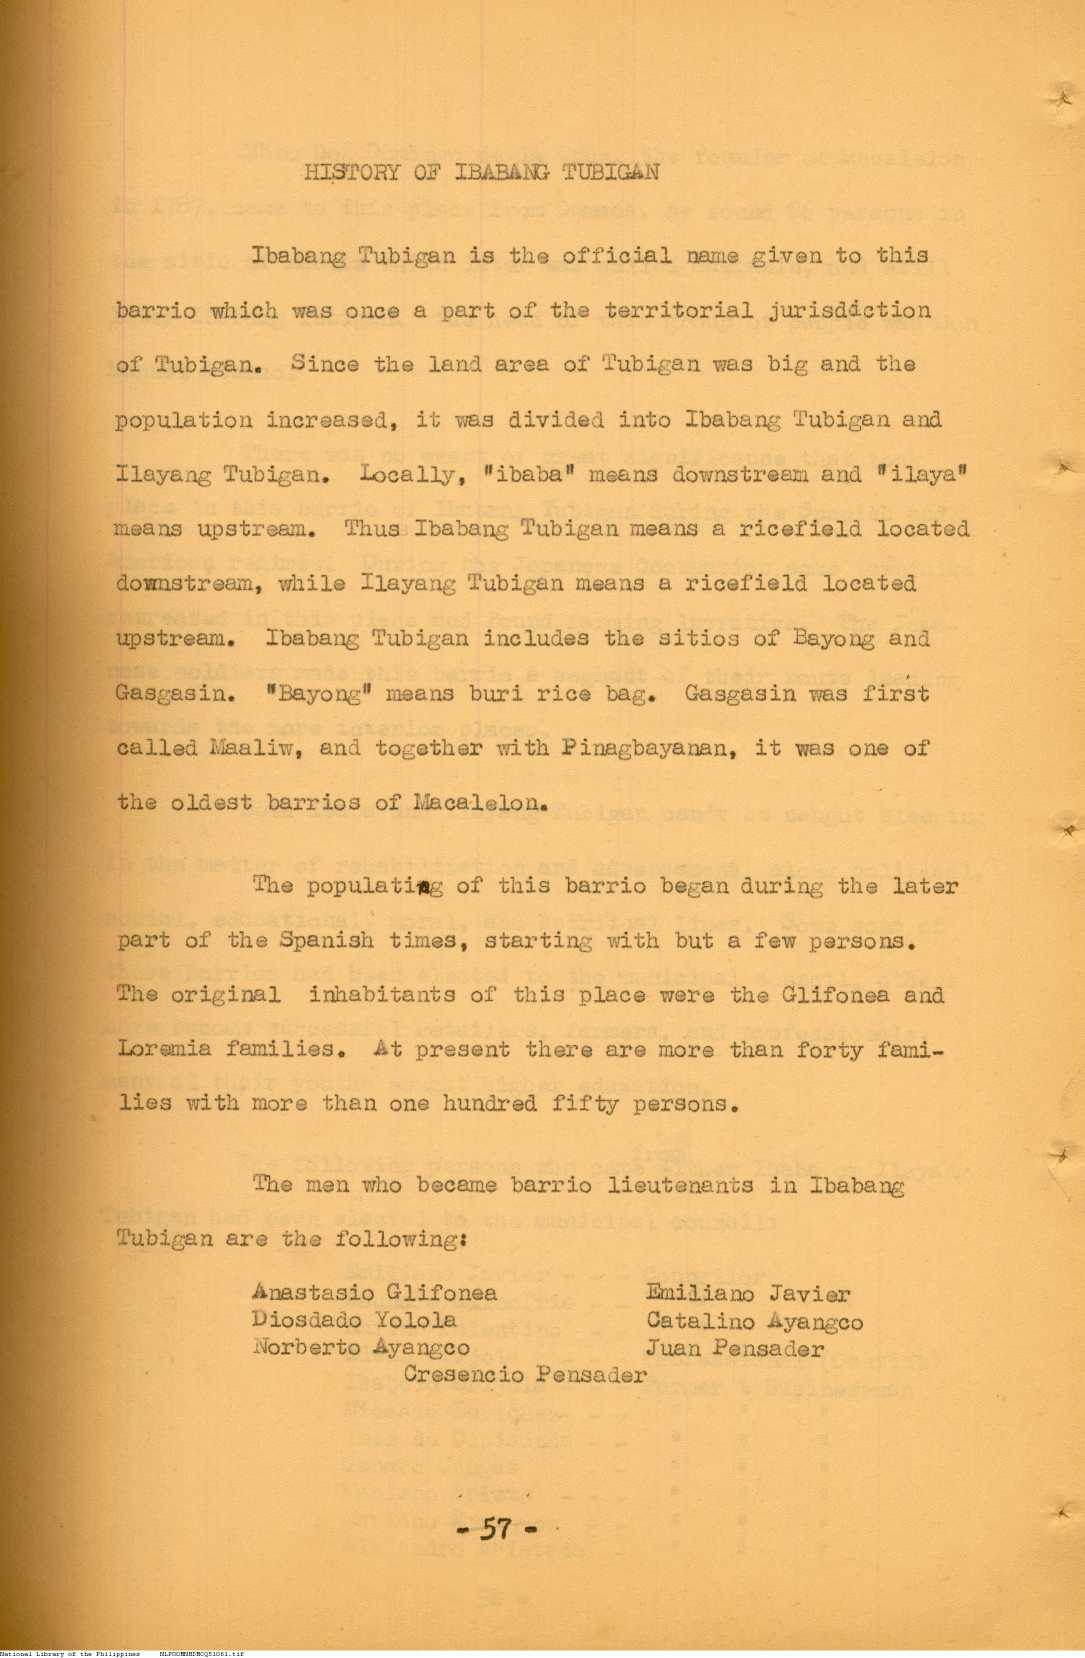 HISTORY OF IBABANG TUBIGAN
Ibabang Tubigan is the official name given to this
barrio which was once a part of the territorial jurisddction
of Tubigan. Since the land area of Tubigan was big and the
population increased, it was divided into Ibabang Tubigan and
Ilayang Tubigan. Locally, "ibaba" means downstream and "ilaya"
means upstream. Thus Ibabang Tubigan means a ricefield located
downstream, while Ilayang Tubigan means a ricefield located
upstream. Ibabang Tubigan includes the sitios of Bayong and
Gasgasin. "Bayong" means buri rice bag. Gasgasin was first
called Maaliw, and together with Pinagbayanan, it was one of
the oldest barrios of Macalelon.
The populating of this barrio began during the later
part of the Spanish times, starting with but a few persons.
The original inhabitants of this place were the Glifonea and
Loremia families. At present there are more than forty fami-
lies with more than one hundred fifty persons.
The men who became barrio lieutenants in Ibabang
Tubigan are the following:
Anastasio Glifonea Emiliano Javier
Diosdado Yolola Catalino Ayangco
Norberto Ayangco Juan Pensader
Cresencio Pensader
- 57 -
National Library of the Philippines